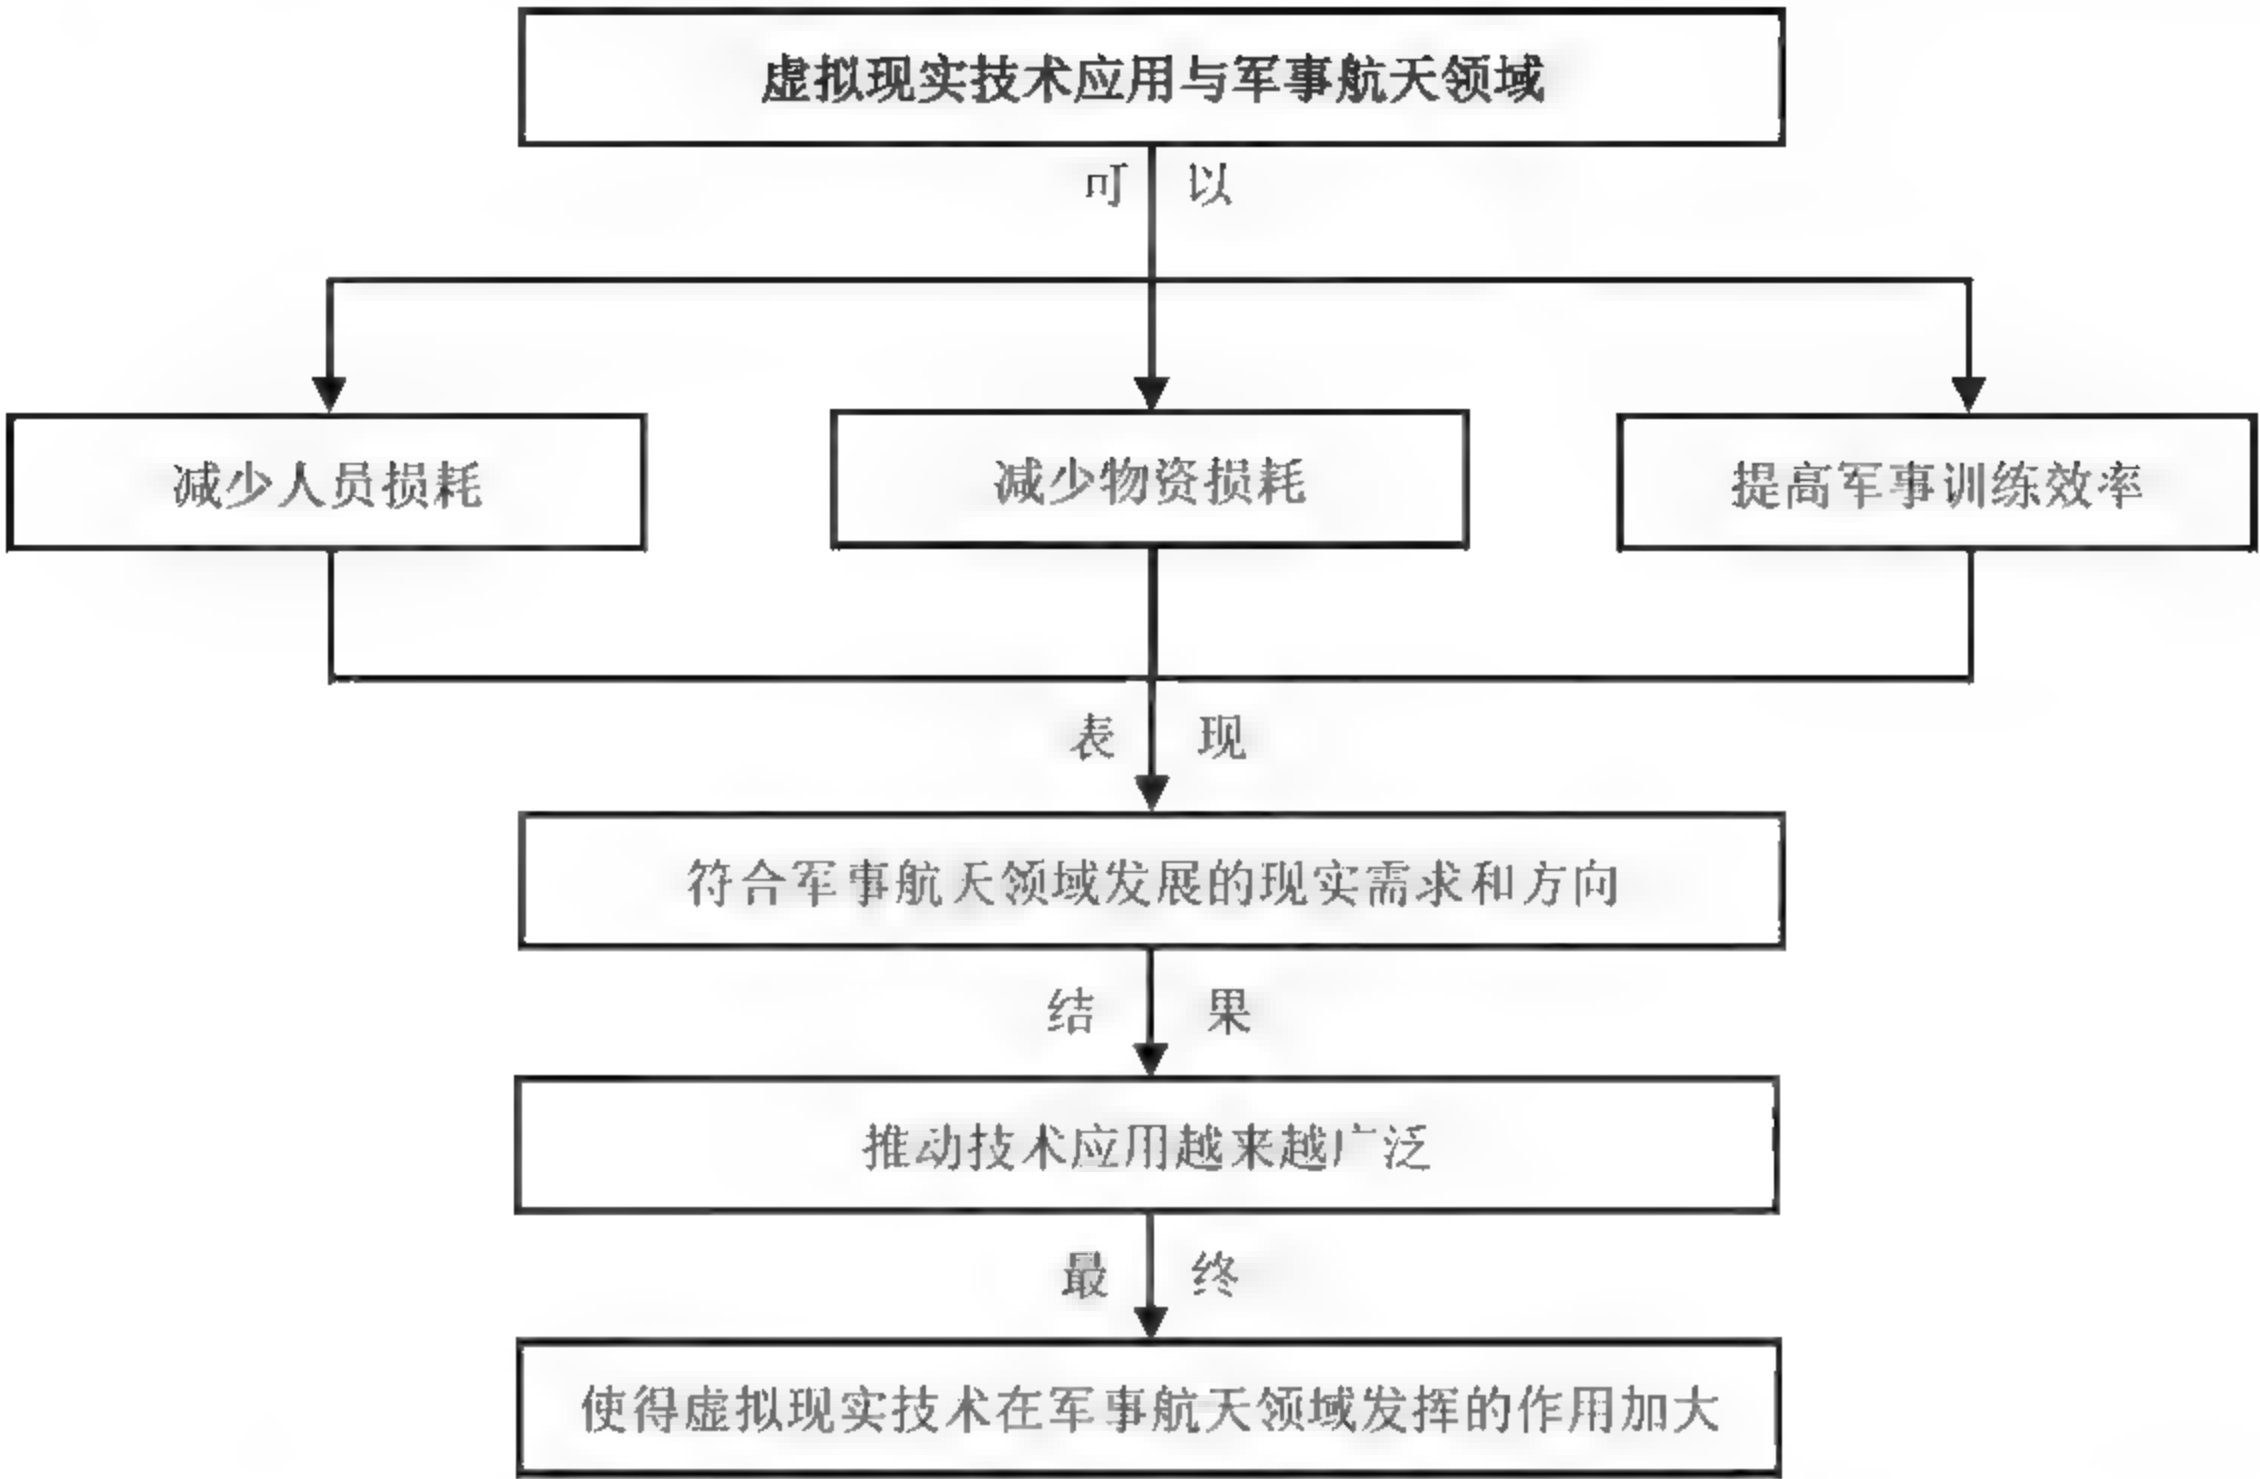 虚拟现实技术应用与军事航天领域
可以
减少人员损耗
减少物资损耗
提高军事训练效率
表现
符合军事航天领域发展的现实需求和方向
结果
推动技术应用越来越广泛
最终
使得虚拟现实技术在军事航天领域发挥的作用加大